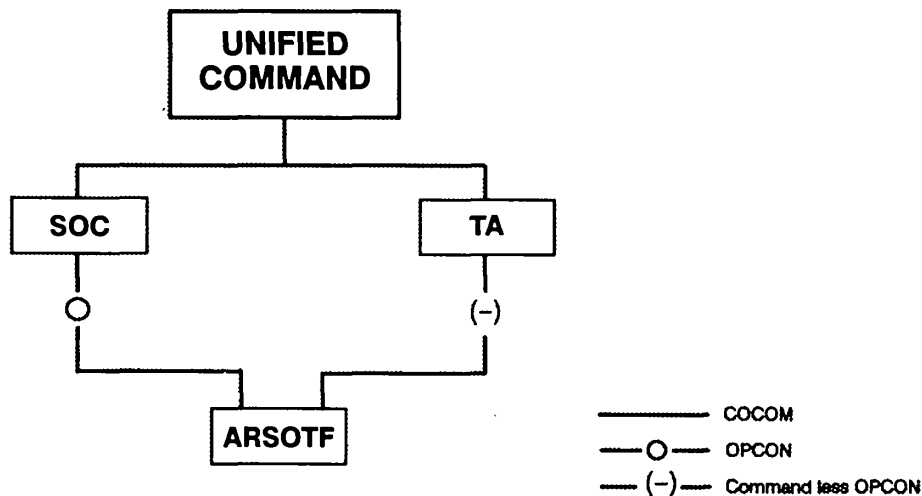 UNIFIED
COMMAND
SOC
TA
(-)
ARSOTF
COCOM
OPCON
(-) Command less OPCON